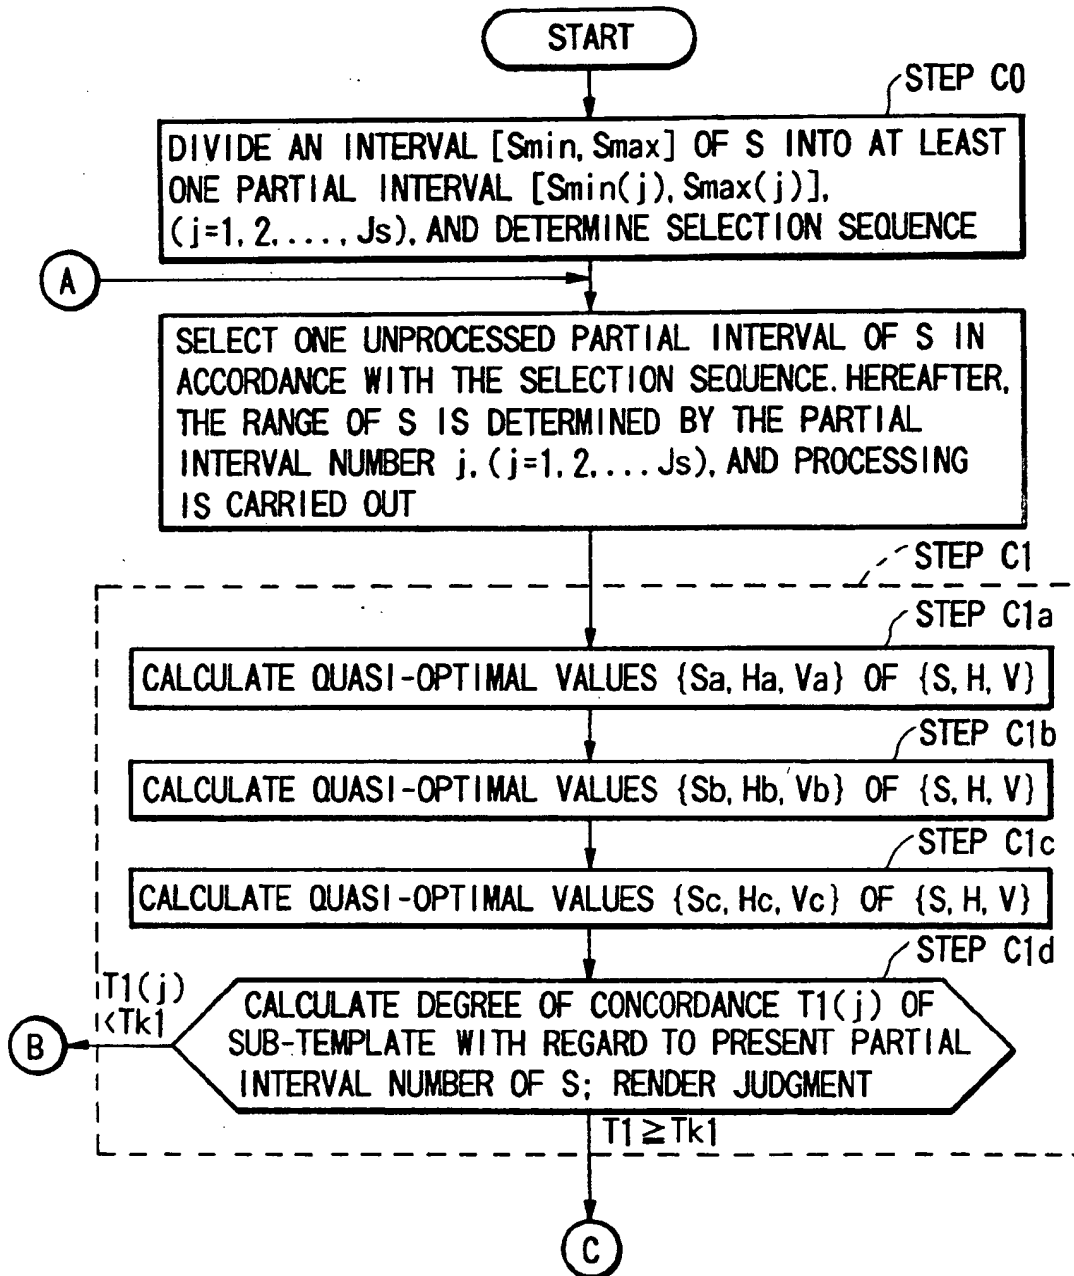 START
STEP C0
DIVIDE AN INTERVAL [Smin, Smax] OF S INTO AT LEAST
ONE PARTIAL INTERVAL [Smin(j), Smax(j)],
(j=1, 2, . . . . , Js), AND DETERMINE SELECTION SEQUENCE
A
SELECT ONE UNPROCESSED PARTIAL INTERVAL OF S IN
ACCORDANCE WITH THE SELECTION SEQUENCE. HEREAFTER,
THE RANGE OF S IS DETERMINED BY THE PARTIAL
INTERVAL NUMBER j, (j=1, 2, . . . . Js), AND PROCESSING
IS CARRIED OUT
STEP C1
STEP C1a
CALCULATE QUASI-OPTIMAL VALUES {Sa, Ha, Va} OF {S, H, V}
STEP C1b
CALCULATE QUASI-OPTIMAL VALUES {Sb, Hb, Vb} OF {S, H, V}
STEP C1c
CALCULATE QUASI-OPTIMAL VALUES {Sc, Hc, Vc} OF {S, H, V}
STEP C1d
T1(j)
<Tk1
CALCULATE DEGREE OF CONCORDANCE T1(j) OF
SUB-TEMPLATE WITH REGARD TO PRESENT PARTIAL
INTERVAL NUMBER OF S; RENDER JUDGMENT
B
T1≧Tk1
C